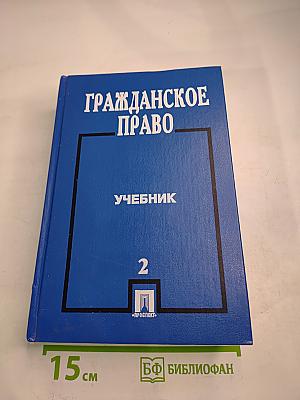 ГРАЖДАНСКОЕ
ПРАВО
УЧЕБНИК
2
•ПРОСПЕКТ•
15 см
БФ БИБЛИОФАН